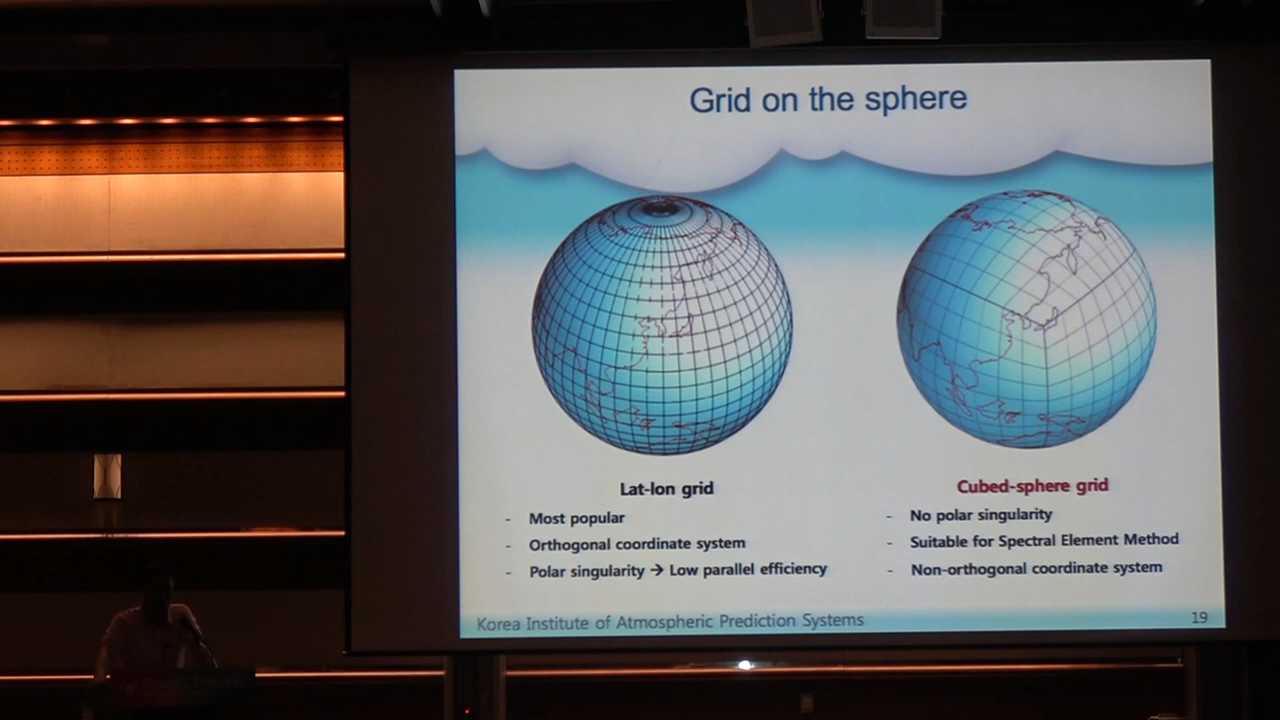 Grid on the sphere
Lat-lon grid
- Most popular
- Orthogonal coordinate system
- Polar singularity → Low parallel efficiency
Cubed-sphere grid
- No polar singularity
- Suitable for Spectral Element Method
- Non-orthogonal coordinate system
Korea Institute of Atmospheric Prediction Systems
19